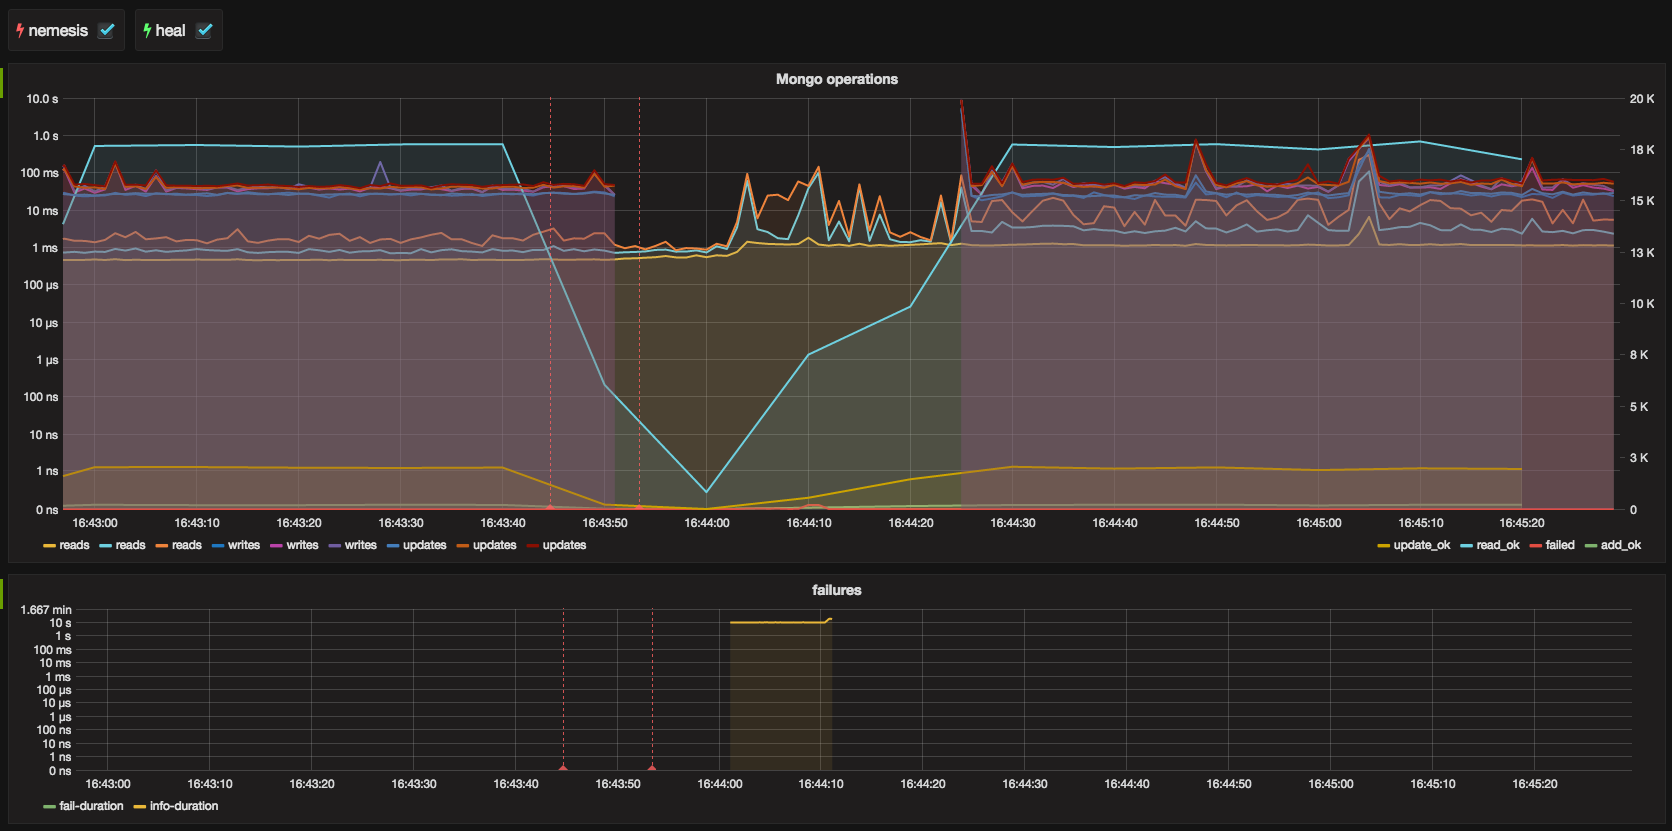 nemesis heal
Mongo operations
10.0 s 20 K
1.0 s 18 K
100 ms
10 ms 15 K
1 ms 13 K
100 µs
10 µs 10 K
1 µs 8 K
100 ns 5 K
10 ns
1 ns 3 K
0 ns 0
16:43:00 16:43:10 16:43:20 16:43:30 16:43:40 16:43:50 16:44:00 16:44:10 16:44:20 16:44:30 16:44:40 16:44:50 16:45:00 16:45:10 16:45:20
reads reads reads writes writes writes updates updates updates update_ok read_ok failed add_ok
failures
1.667 min
10 s
1 s
100 ms
10 ms
1 ms
100 µs
10 µs
1 µs
100 ns
10 ns
1 ns
0 ns
16:43:00 16:43:10 16:43:20 16:43:30 16:43:40 16:43:50 16:44:00 16:44:10 16:44:20 16:44:30 16:44:40 16:44:50 16:45:00 16:45:10 16:45:20
fail-duration info-duration